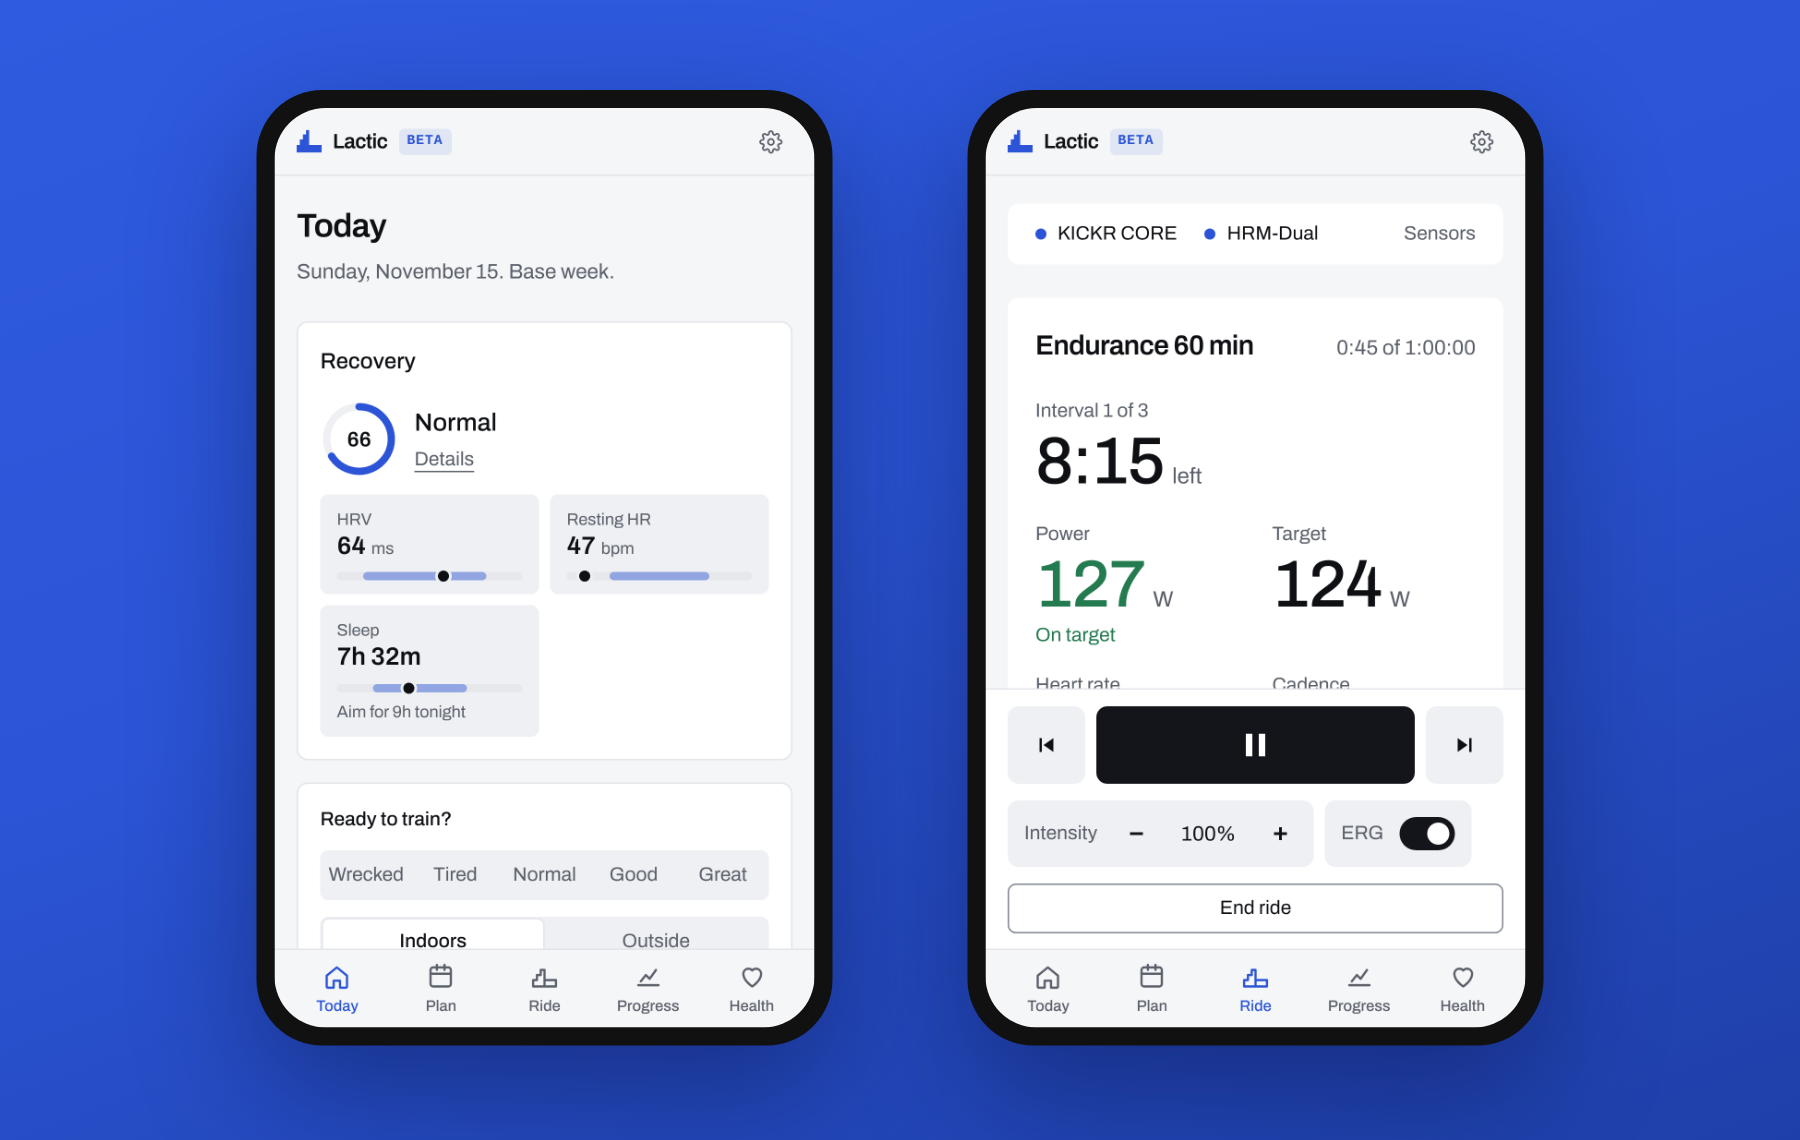 Lactic BETA
Today
Sunday, November 15. Base week.
Recovery
66
Normal
Details
HRV
64 ms
Resting HR
47 bpm
Sleep
7h 32m
Aim for 9h tonight
Ready to train?
Wrecked Tired Normal Good Great
Indoors Outside
Today Plan Ride Progress Health
Lactic BETA
KICKR CORE HRM-Dual Sensors
Endurance 60 min 0:45 of 1:00:00
Interval 1 of 3
8:15 left
Power
127 W
On target
Target
124 W
Heart rate Cadence
Intensity − 100% + ERG
End ride
Today Plan Ride Progress Health